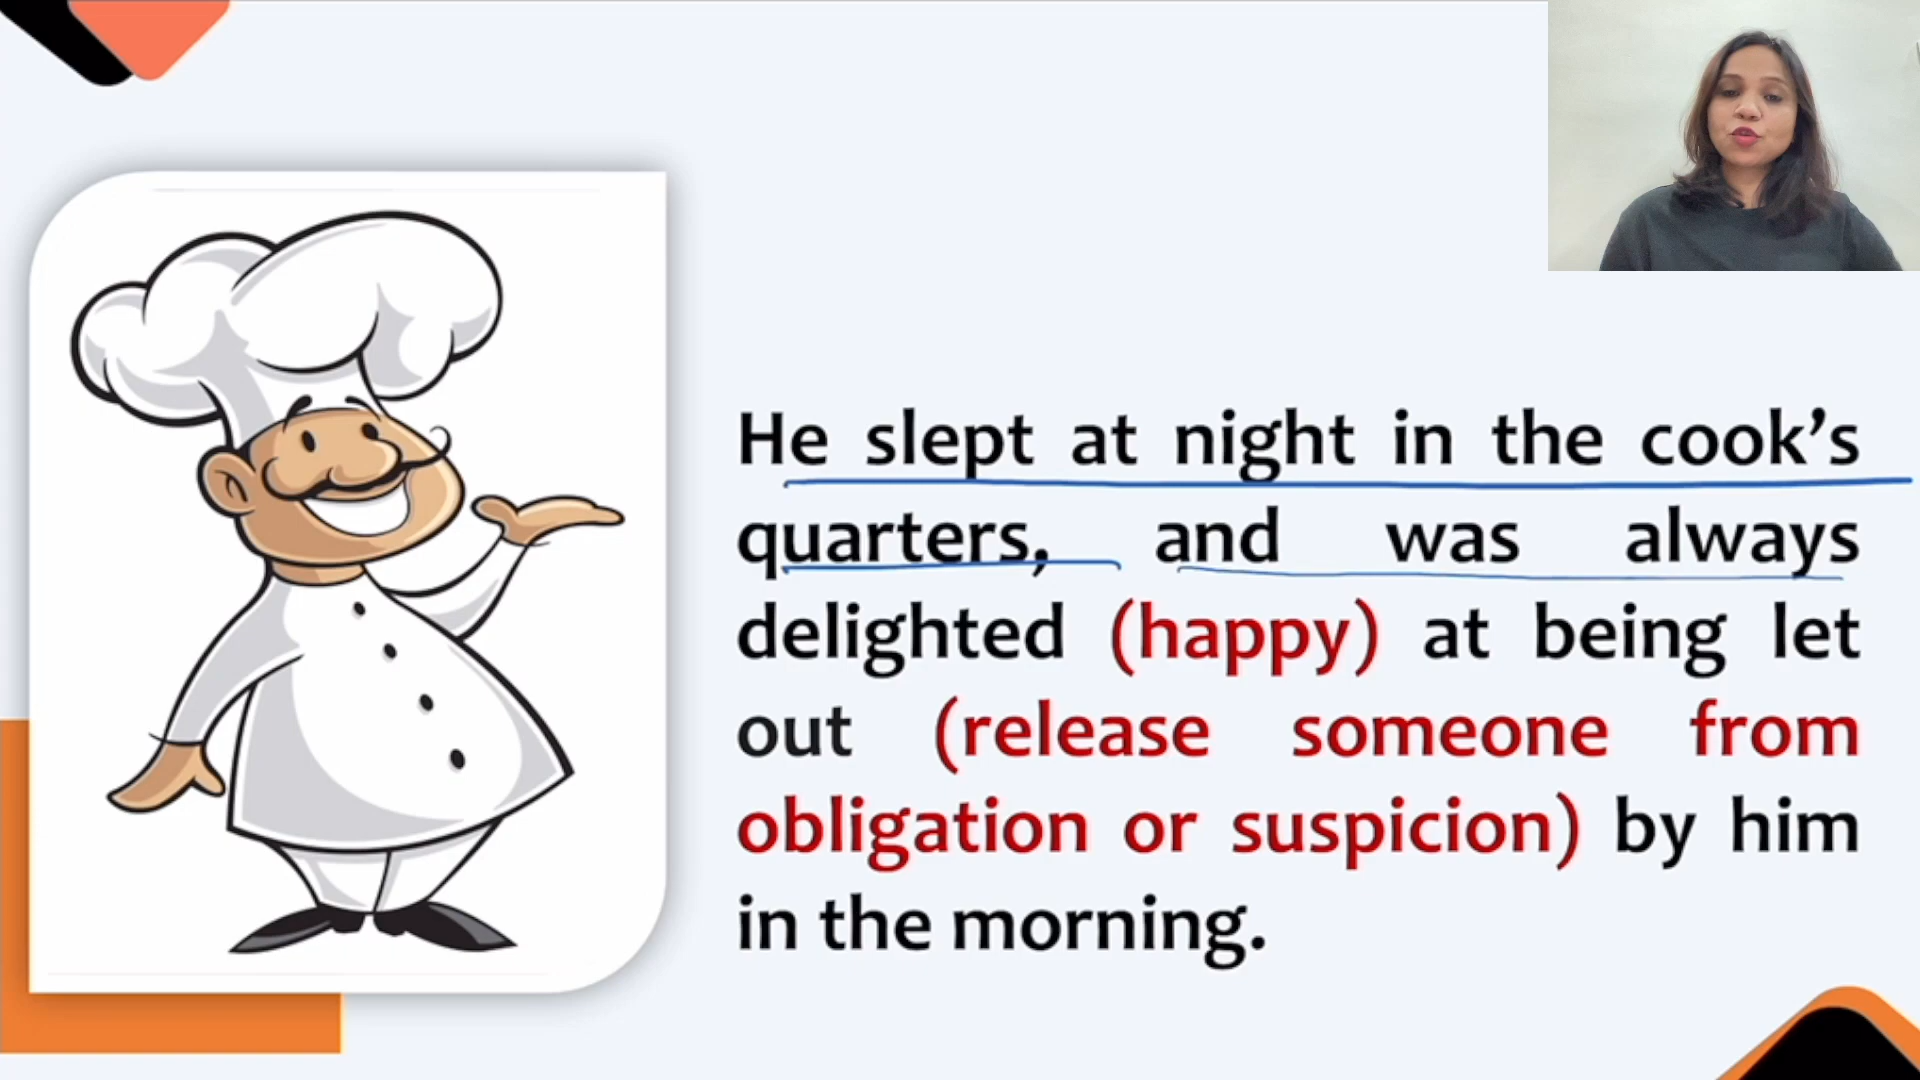 He slept at night in the cook’s
quarters, and was always
delighted (happy) at being let
out (release someone from
obligation or suspicion) by him
in the morning.